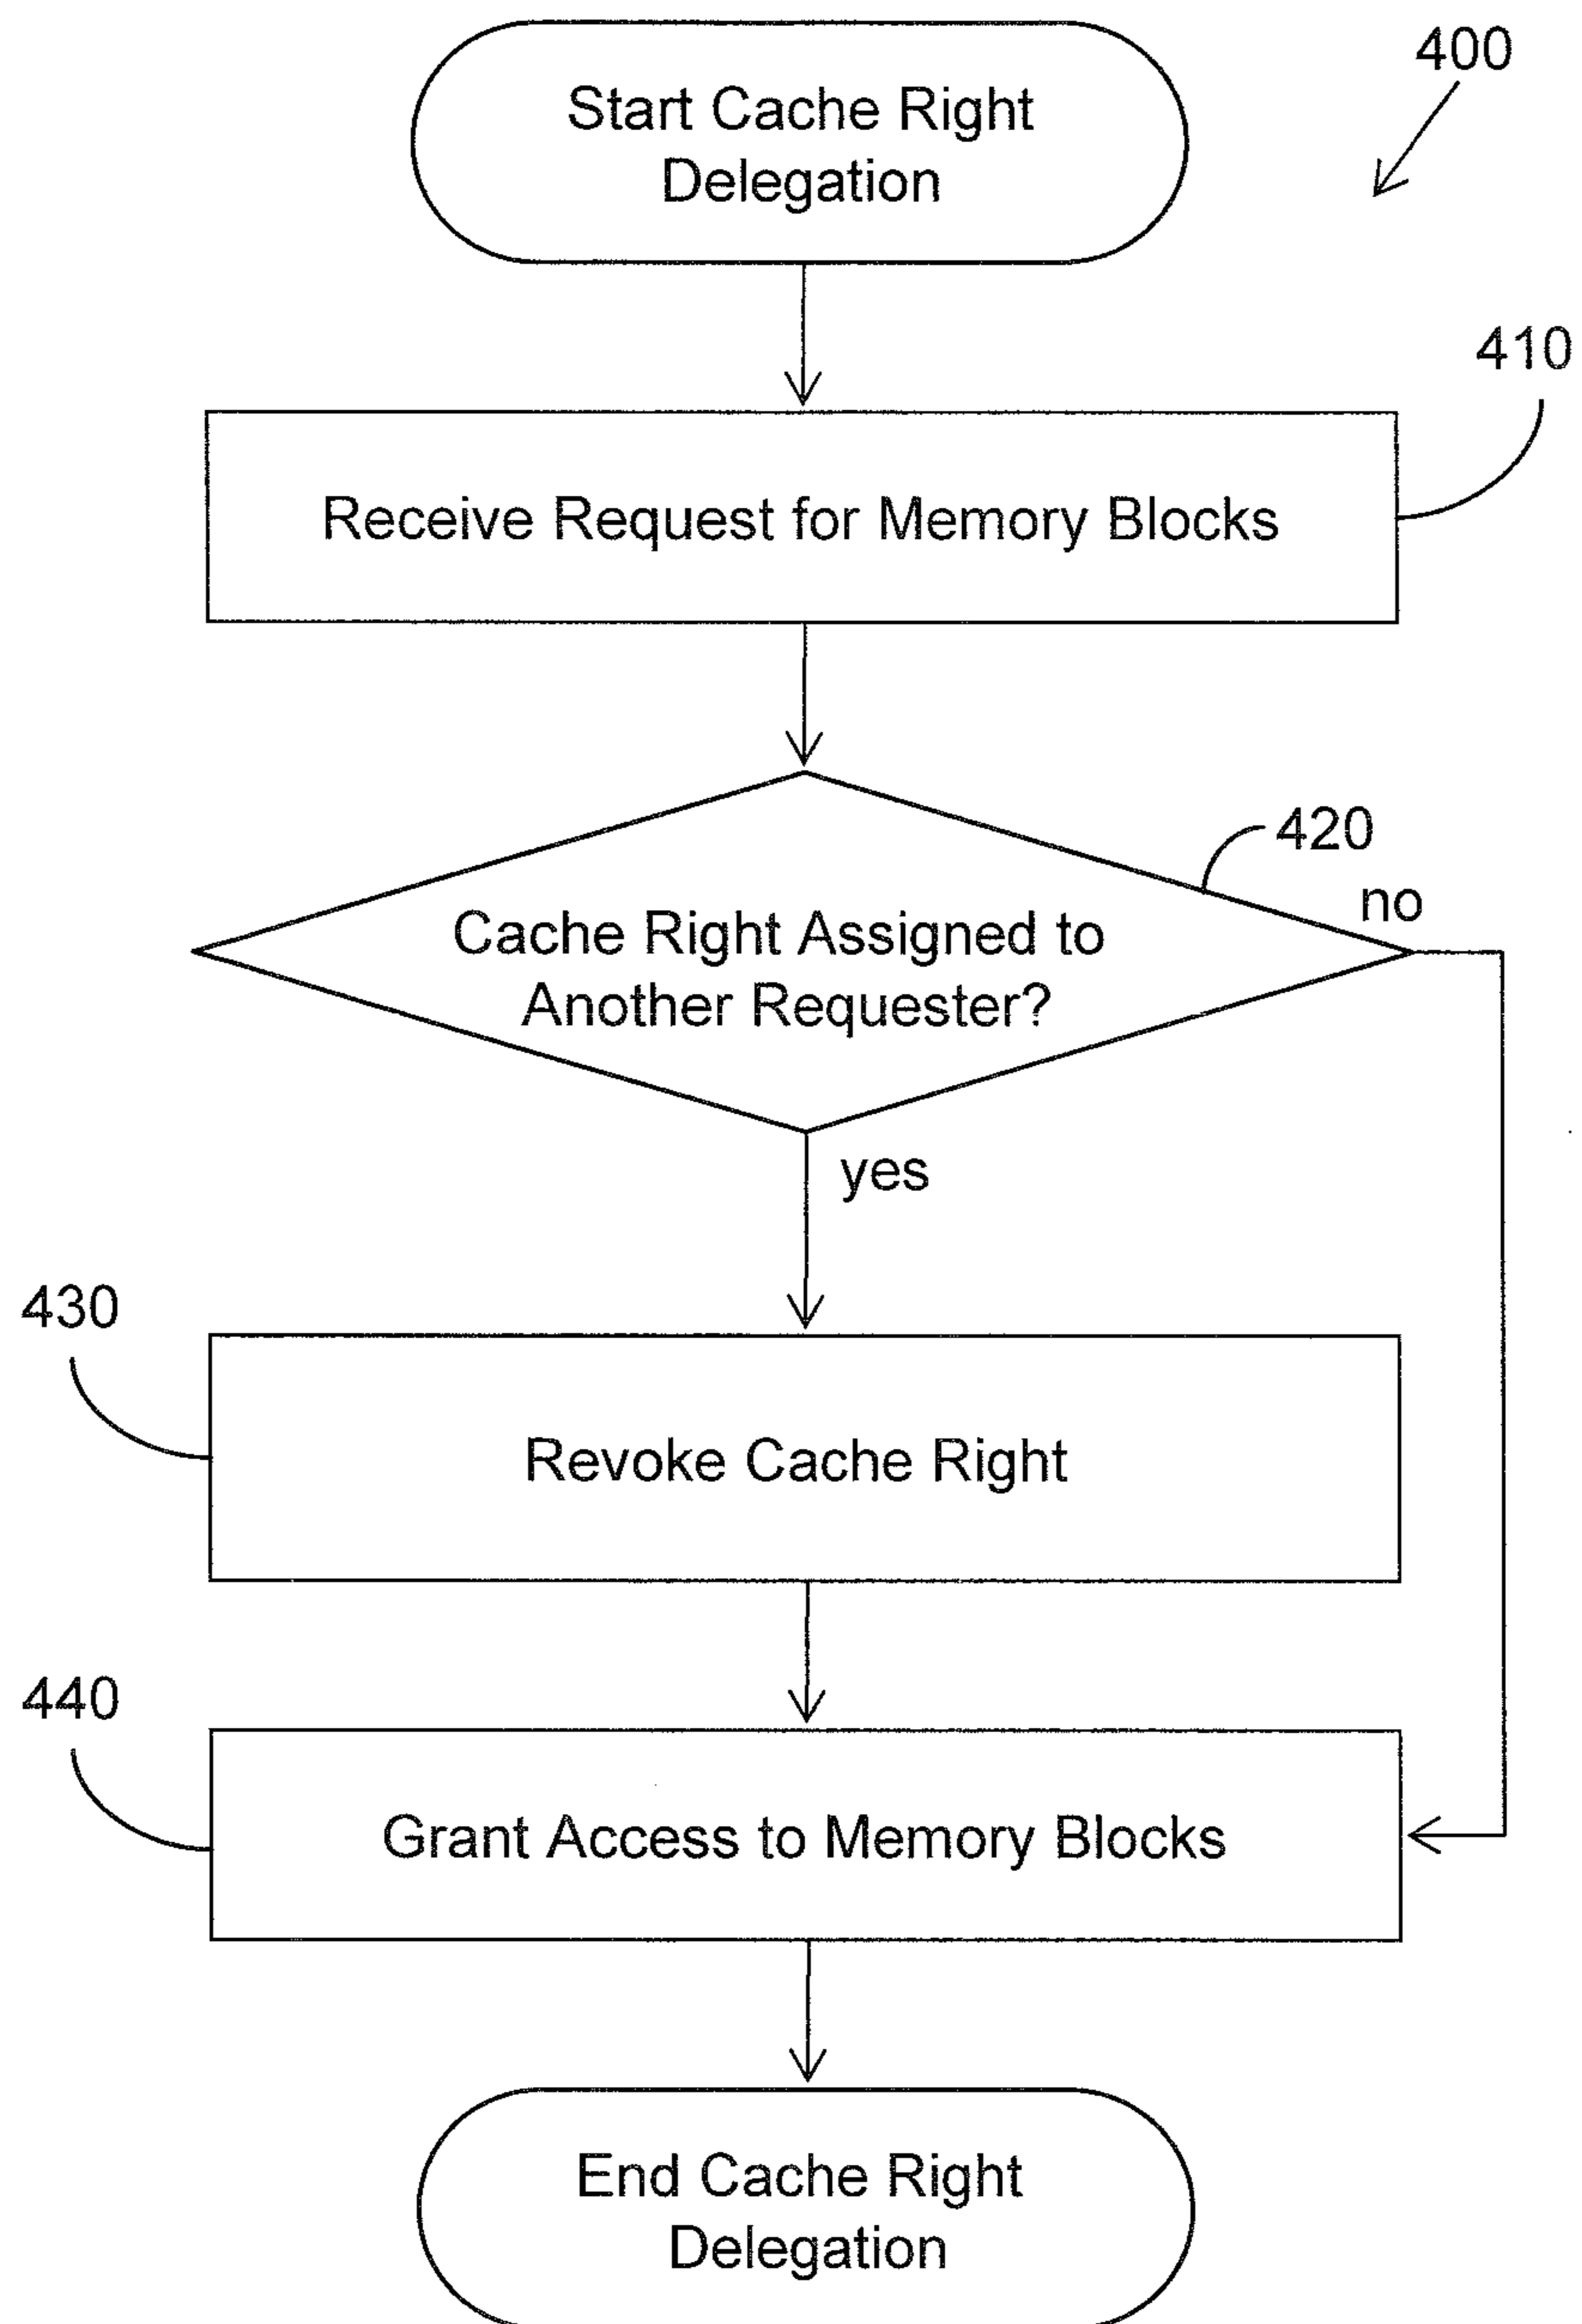 Start Cache Right
Delegation
400
410
Receive Request for Memory Blocks
420
no
Cache Right Assigned to
Another Requester?
yes
430
Revoke Cache Right
440
Grant Access to Memory Blocks
End Cache Right
Delegation